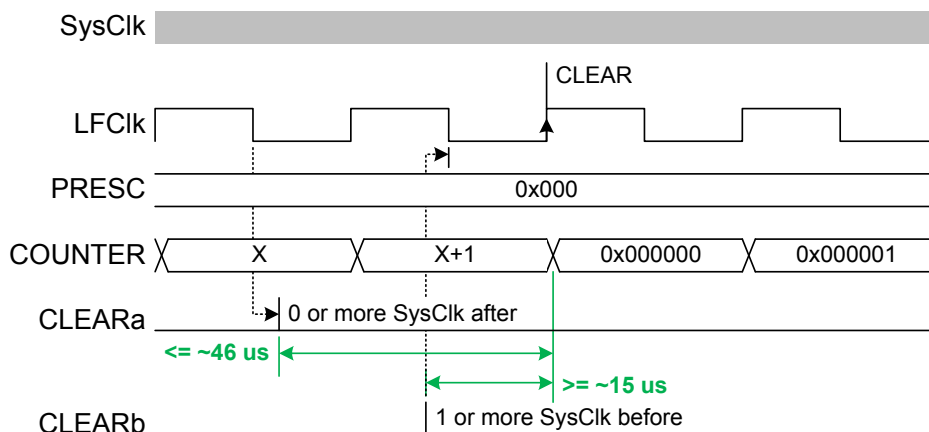 SysClk
CLEAR
LFClk
PRESC
0x000
COUNTER
X
X+1
0x000000
0x000001
CLEARa
0 or more SysClk after
<= ~46 us
>= ~15 us
CLEARb
1 or more SysClk before